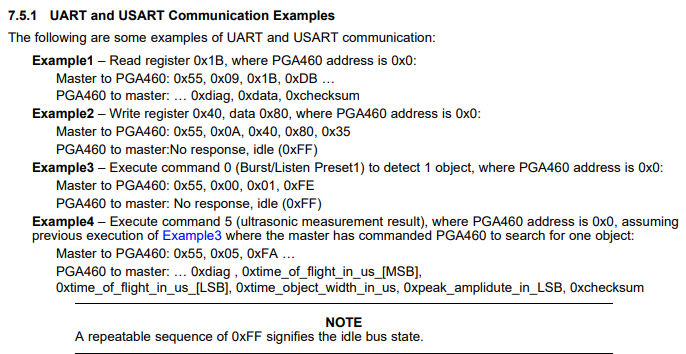 7.5.1 UART and USART Communication Examples
The following are some examples of UART and USART communication:
Example1 – Read register 0x1B, where PGA460 address is 0x0:
Master to PGA460: 0x55, 0x09, 0x1B, 0xDB …
PGA460 to master: … 0xdiag, 0xdata, 0xchecksum
Example2 – Write register 0x40, data 0x80, where PGA460 address is 0x0:
Master to PGA460: 0x55, 0x0A, 0x40, 0x80, 0x35
PGA460 to master:No response, idle (0xFF)
Example3 – Execute command 0 (Burst/Listen Preset1) to detect 1 object, where PGA460 address is 0x0:
Master to PGA460: 0x55, 0x00, 0x01, 0xFE
PGA460 to master: No response, idle (0xFF)
Example4 – Execute command 5 (ultrasonic measurement result), where PGA460 address is 0x0, assuming
previous execution of Example3 where the master has commanded PGA460 to search for one object:
Master to PGA460: 0x55, 0x05, 0xFA …
PGA460 to master: … 0xdiag , 0xtime_of_flight_in_us_[MSB],
0xtime_of_flight_in_us_[LSB], 0xtime_object_width_in_us, 0xpeak_amplidute_in_LSB, 0xchecksum
NOTE
A repeatable sequence of 0xFF signifies the idle bus state.